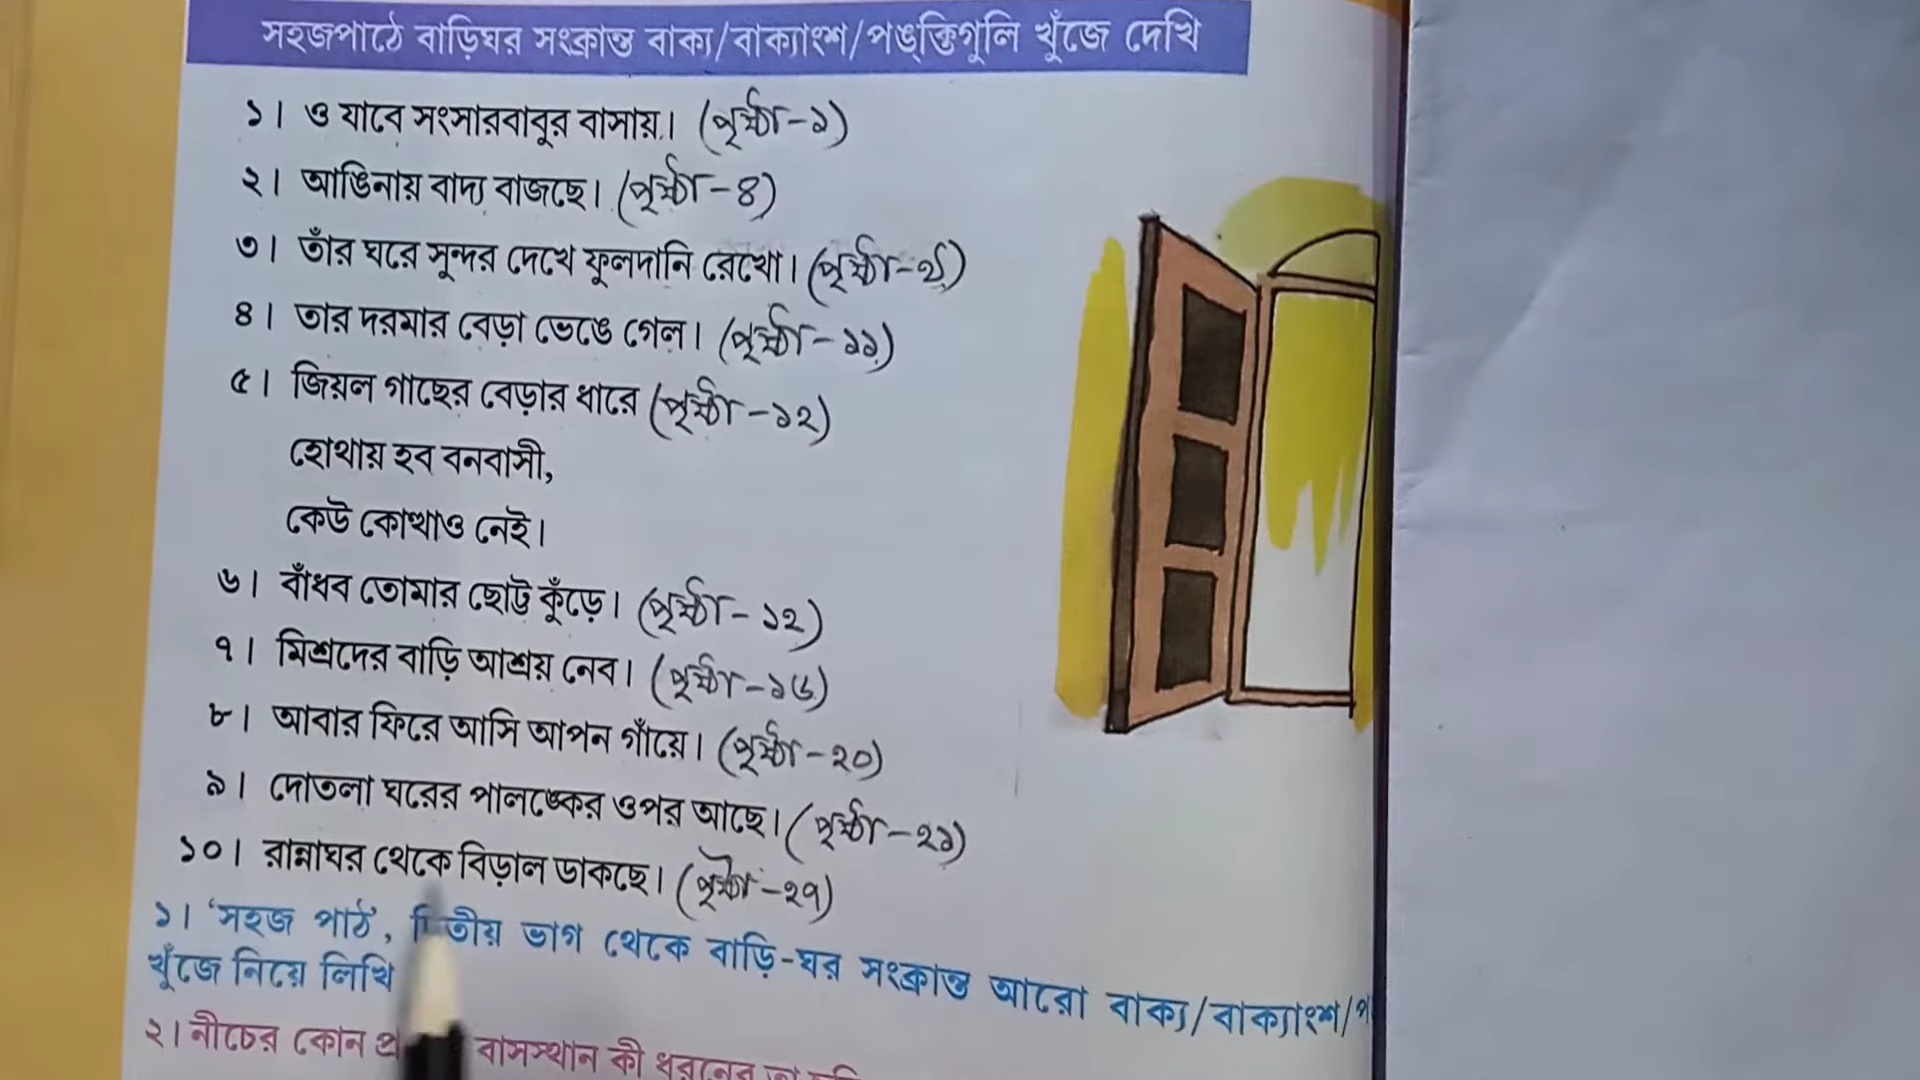 সহজপাঠে বাড়িঘর সংক্রান্ত বাক্য/বাক্যাংশ/পঙ্‌ক্তিগুলি খুঁজে দেখি
১। ও যাবে সংসারবাবুর বাসায়। (পৃষ্ঠা-১)
২। আঙিনায় বাদ্য বাজছে। (পৃষ্ঠা-৪)
৩। তাঁর ঘরে সুন্দর দেখে ফুলদানি রেখো। (পৃষ্ঠা-৯)
৪। তার দরমার বেড়া ভেঙে গেল। (পৃষ্ঠা-১১)
৫। জিয়ল গাছের বেড়ার ধারে (পৃষ্ঠা-১২)
হোথায় হব বনবাসী,
কেউ কোত্থাও নেই।
৬। বাঁধব তোমার ছোট্ট কুঁড়ে। (পৃষ্ঠা-১২)
৭। মিশ্রদের বাড়ি আশ্রয় নেব। (পৃষ্ঠা-১৬)
৮। আবার ফিরে আসি আপন গাঁয়ে। (পৃষ্ঠা-২০)
৯। দোতলা ঘরের পালঙ্কের ওপর আছে। (পৃষ্ঠা-২১)
১০। রান্নাঘর থেকে বিড়াল ডাকছে। (পৃষ্ঠা-২৭)
১। ‘সহজ পাঠ’, দ্বিতীয় ভাগ থেকে বাড়ি-ঘর সংক্রান্ত আরো বাক্য/বাক্যাংশ/
খুঁজে নিয়ে লিখি
২। নীচের কোন বাসস্থান কী ধরনের তা